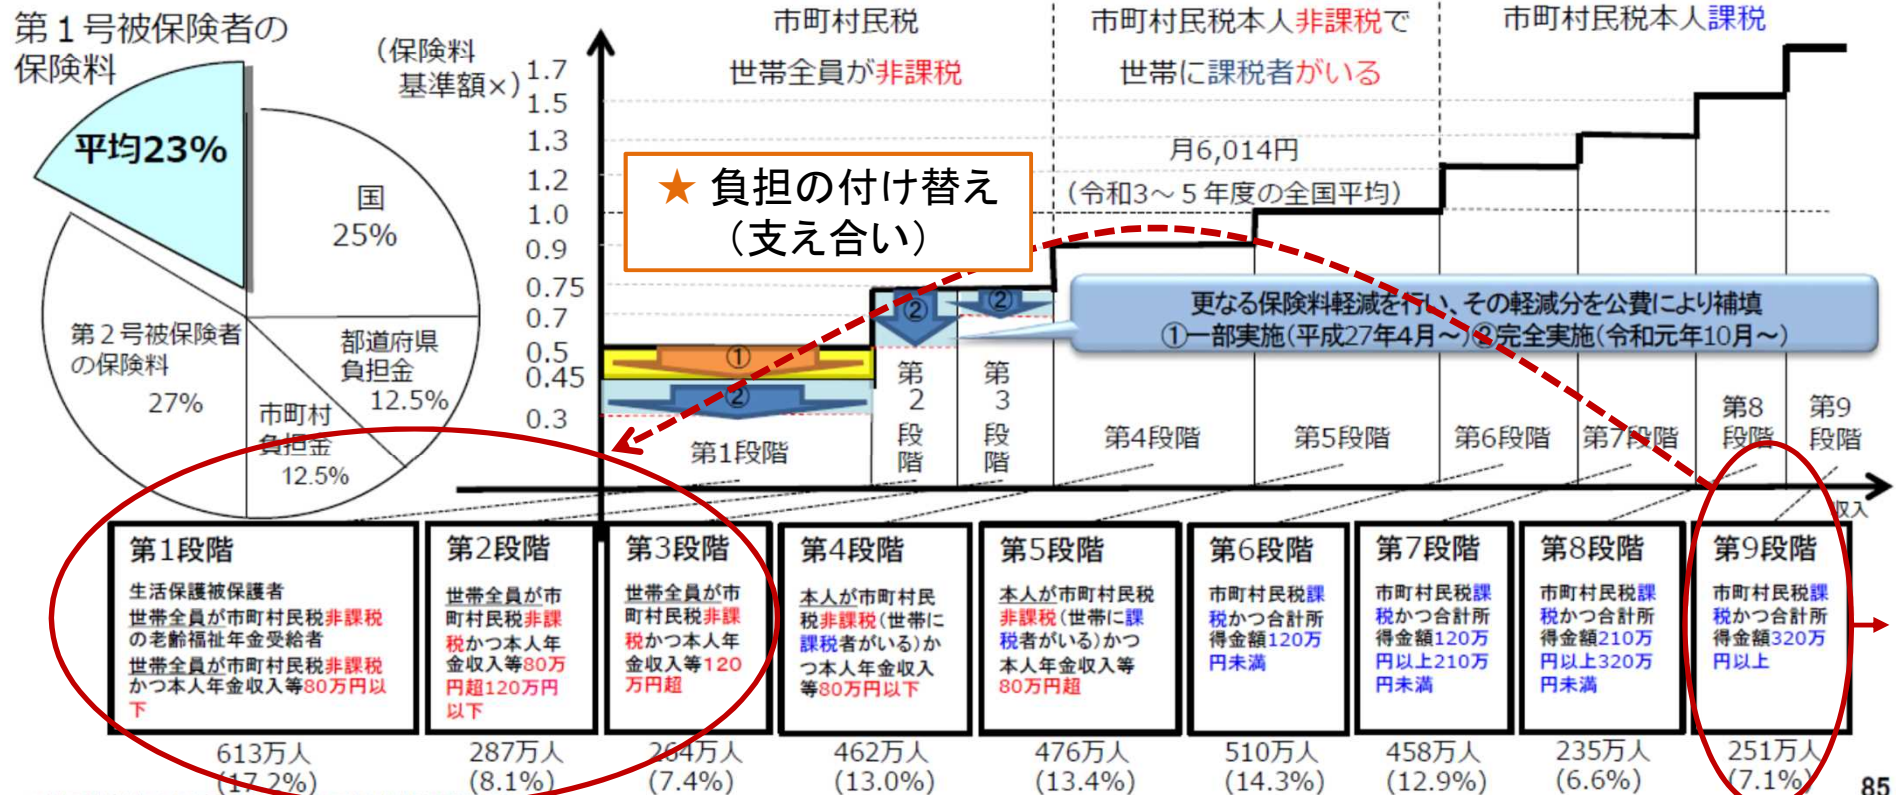 第１号被保険者の
保険料
平均23%
国
25%
都道府県
負担金
12.5%
市町村
負担金
12.5%
第２号被保険者
の保険料
27%
（保険料
基準額×）
1.7
1.5
1.3
1.2
1.0
0.9
0.75
0.7
0.5
0.45
0.3
市町村民税
世帯全員が非課税
市町村民税本人非課税で
世帯に課税者がいる
市町村民税本人課税
★ 負担の付け替え
（支え合い）
月6,014円
（令和3～５年度の全国平均）
更なる保険料軽減を行い、その軽減分を公費により補填
①一部実施(平成27年4月～)②完全実施(令和元年10月～)
①
②
②
②
第1段階
第
２
段
階
第
３
段
階
第4段階
第5段階
第6段階
第7段階
第8
段階
第9
段階
収入
第1段階
生活保護被保護者
世帯全員が市町村民税非課税
の老齢福祉年金受給者
世帯全員が市町村民税非課税
かつ本人年金収入等80万円以
下
第2段階
世帯全員が市
町村民税非課
税かつ本人年
金収入等80万
円超120万円
以下
第3段階
世帯全員が市
町村民税非課
税かつ本人年
金収入等120
万円超
第4段階
本人が市町村民
税非課税(世帯に
課税者がいる)か
つ本人年金収入
等80万円以下
第5段階
本人が市町村民税
非課税(世帯に課
税者がいる)かつ
本人年金収入等
80万円超
第6段階
市町村民税課
税かつ合計所
得金額120万
円未満
第7段階
市町村民税課
税かつ合計所
得金額120万
円以上210万
円未満
第8段階
市町村民税課
税かつ合計所
得金額210万
円以上320万
円未満
第9段階
市町村民税課
税かつ合計所
得金額320万
円以上
613万人
(17.2%)
287万人
(8.1%)
264万人
(7.4%)
462万人
(13.0%)
476万人
(13.4%)
510万人
(14.3%)
458万人
(12.9%)
235万人
(6.6%)
251万人
(7.1%)
85